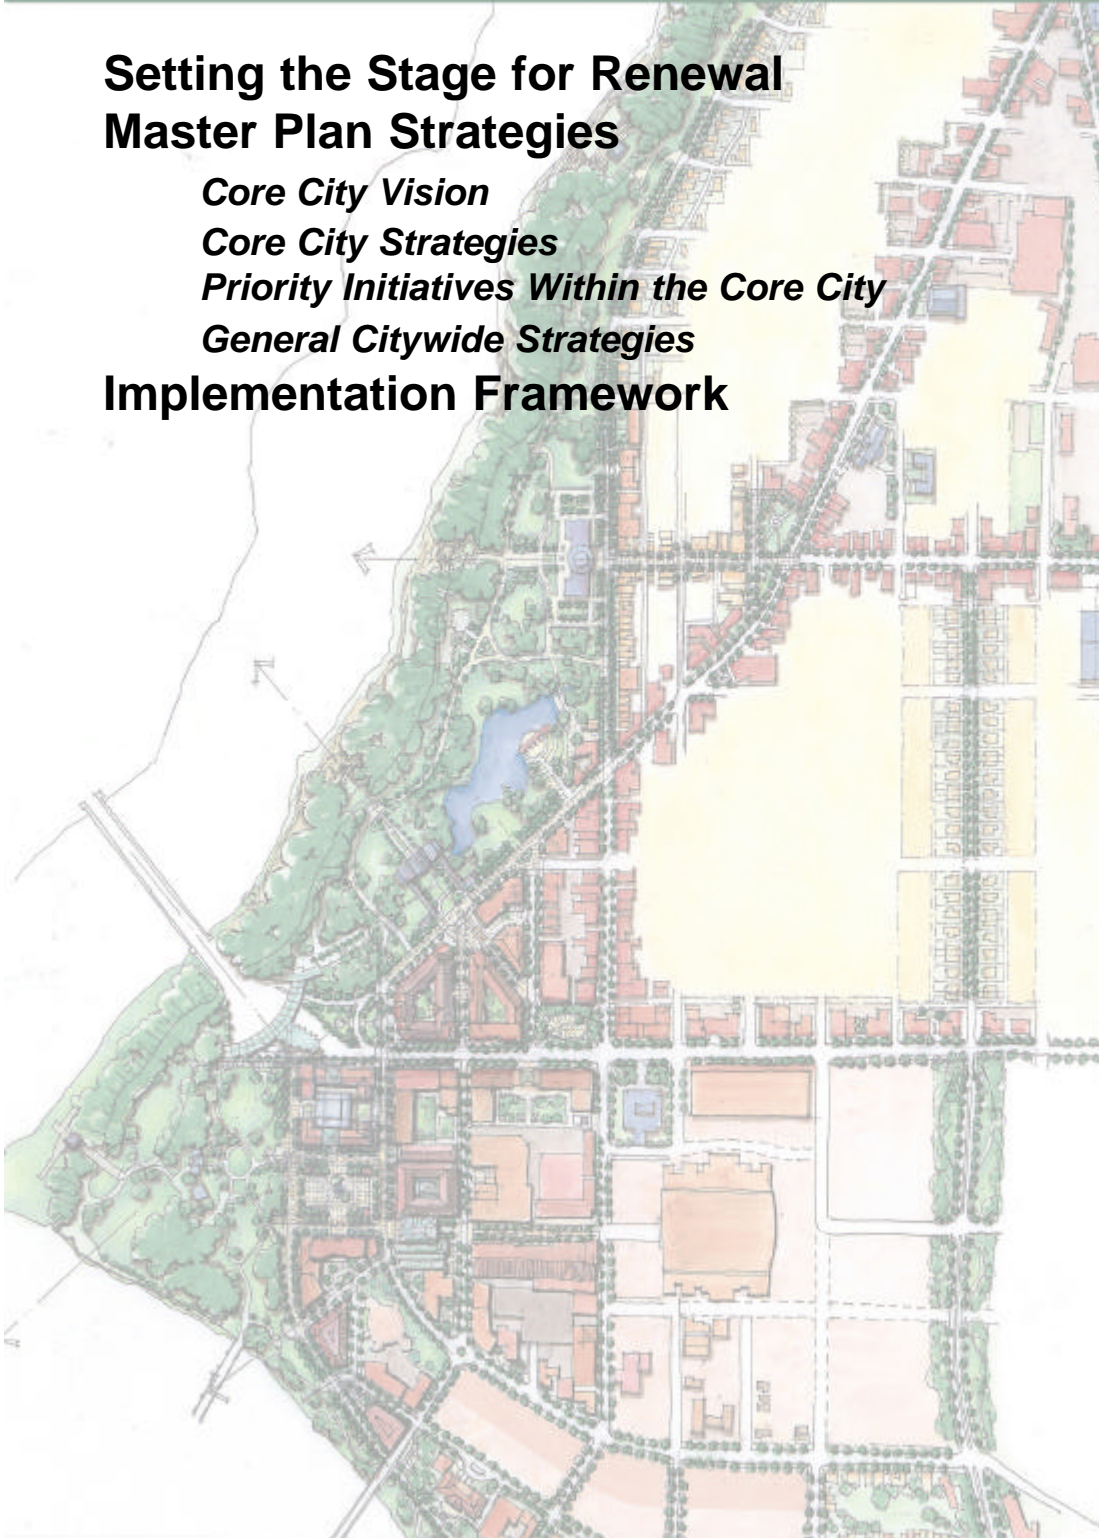 Setting the Stage for Renewal
Master Plan Strategies
Core City Vision
Core City Strategies
Priority Initiatives Within the Core City
General Citywide Strategies
Implementation Framework